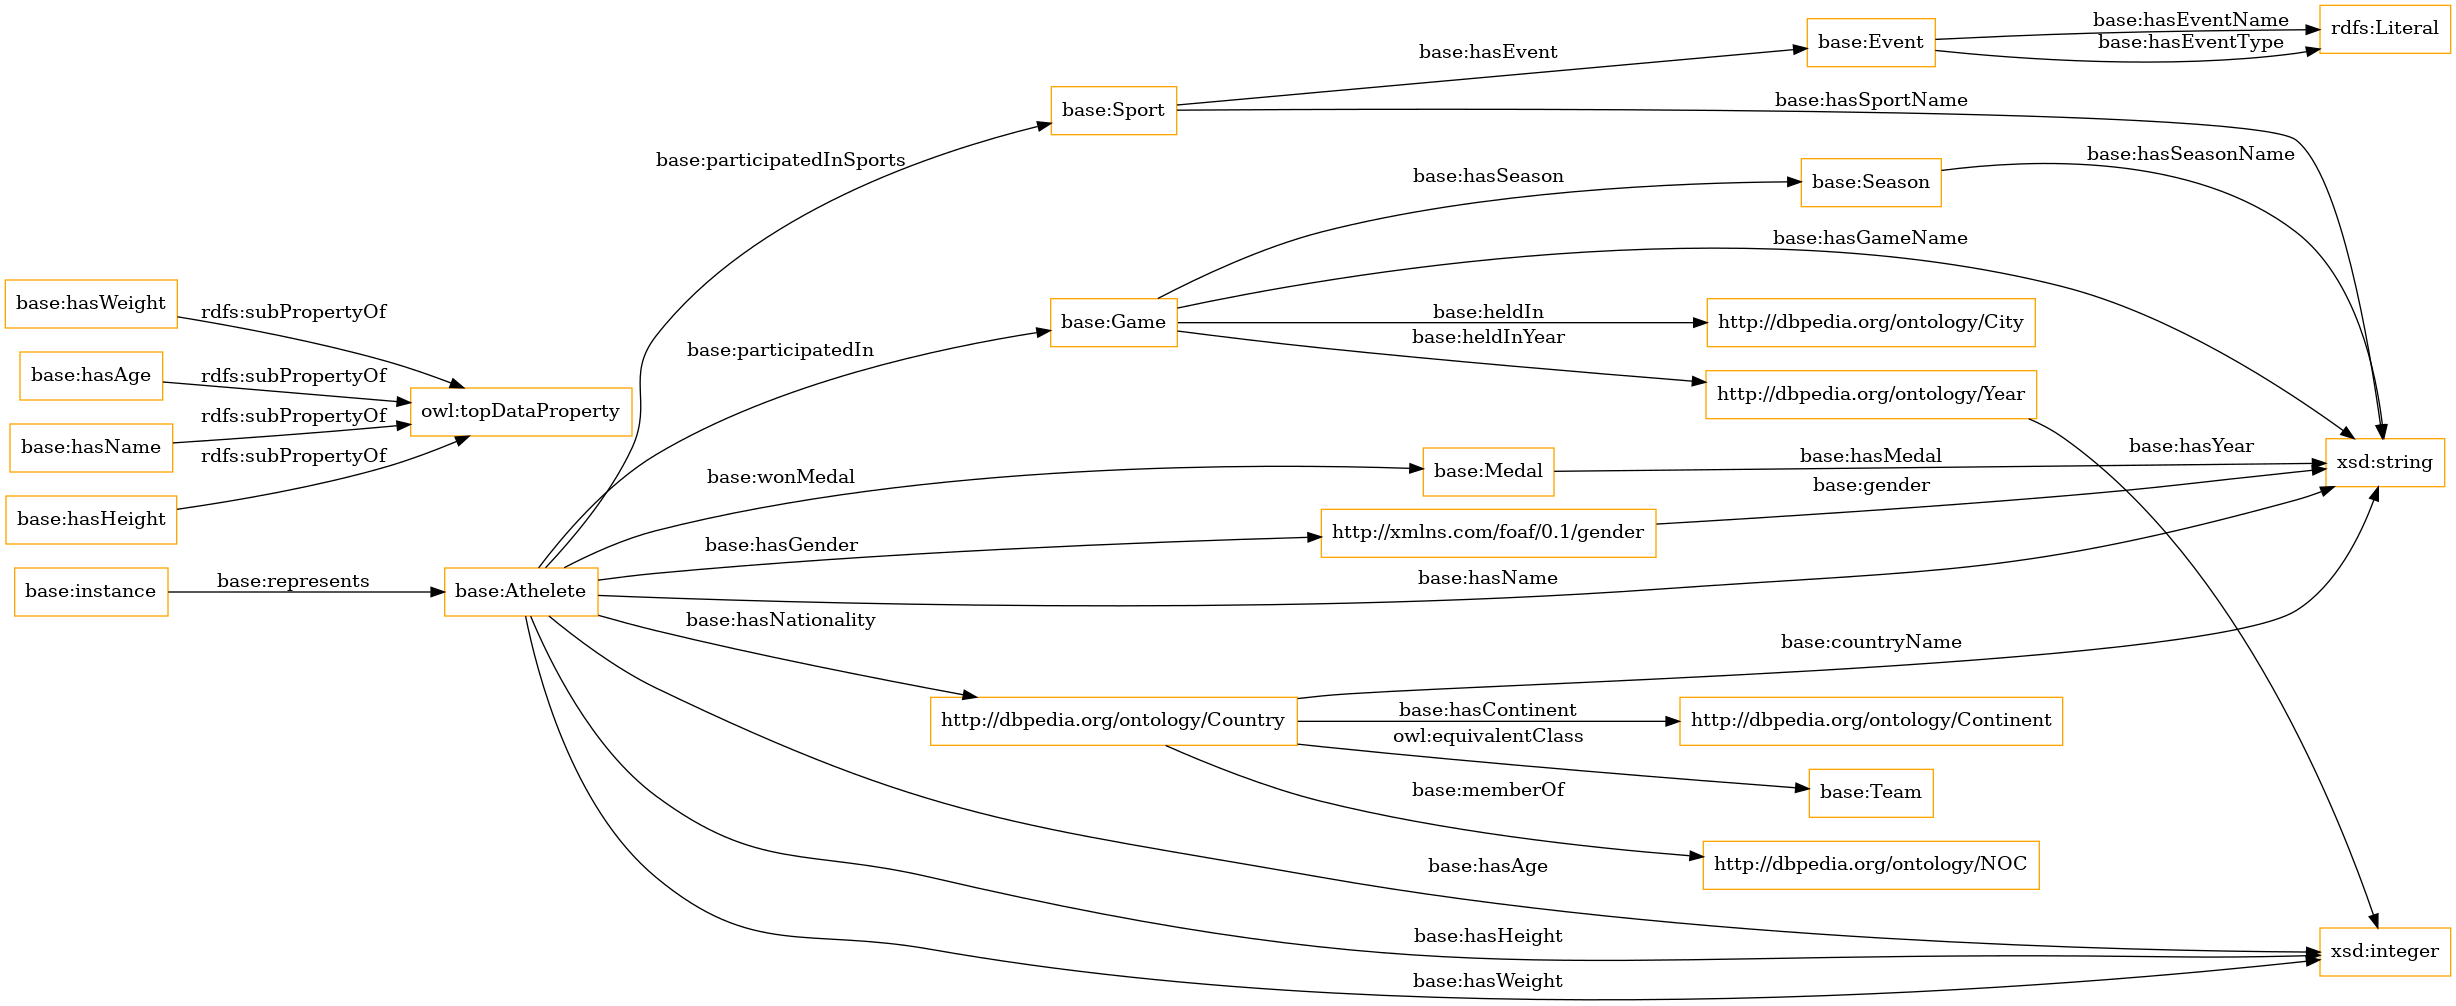 base:hasEventName
rdfs:Literal
base:Event
base:hasEventType
base:hasEvent
base:Sport
base:hasSportName
base:participatedInSports
base:hasSeasonName
base:hasSeason
base:Season
base:hasGameName
base:hasWeight
rdfs:subPropertyOf
base:heldIn
base:Game
http://dbpedia.org/ontology/City
base:heldInYear
base:participatedIn
base:hasAge
rdfs:subPropertyOf
http://dbpedia.org/ontology/Year
owl:topDataProperty
rdfs:subPropertyOf
base:hasName
rdfs:subPropertyOf
base:hasYear
base:hasMedal
xsd:string
base:wonMedal
base:Medal
base:gender
base:hasHeight
http://xmlns.com/foaf/0.1/gender
base:hasGender
base:represents
base:hasName
base:instance
base:Athelete
base:hasNationality
base:countryName
base:hasContinent
http://dbpedia.org/ontology/Country
http://dbpedia.org/ontology/Continent
owl:equivalentClass
base:memberOf
base:Team
base:hasAge
http://dbpedia.org/ontology/NOC
base:hasHeight
xsd:integer
base:hasWeight